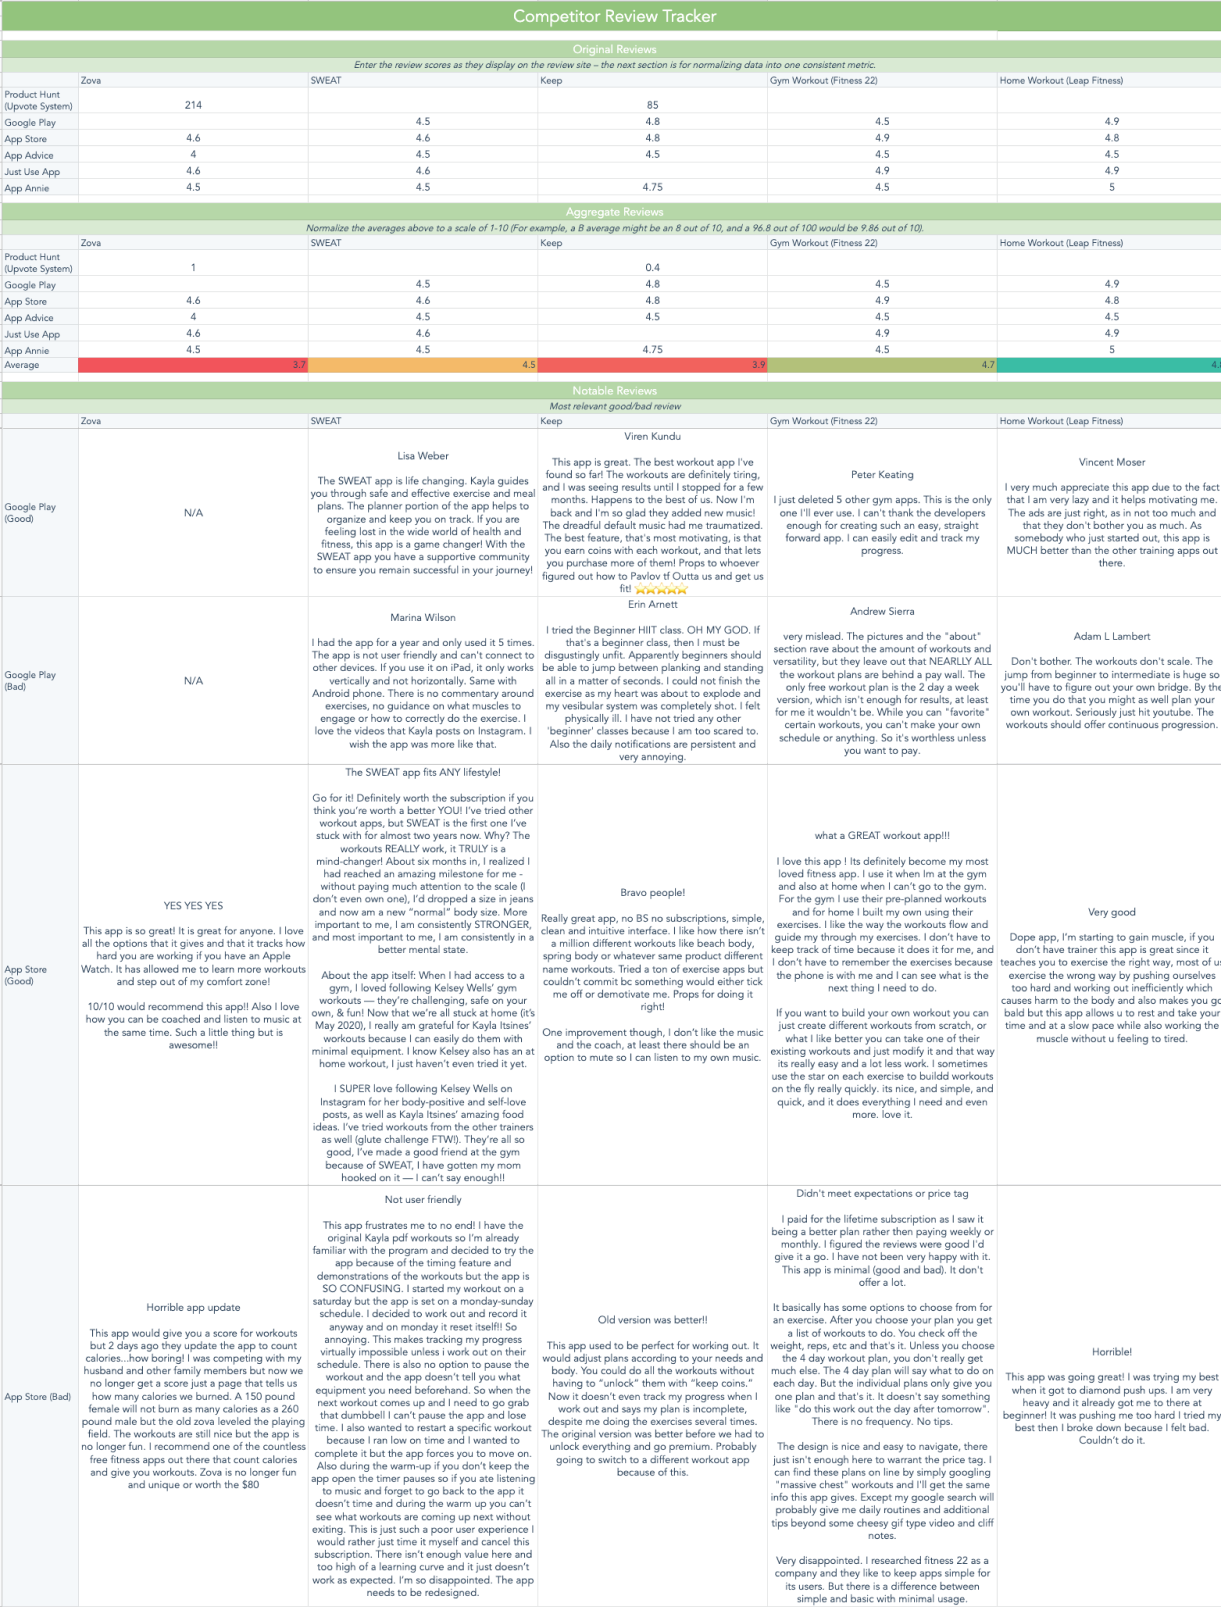 Competitor Review Tracker
Original Reviews
Enter the review scores as they display on the review site – the next section is for normalizing data into one consistent metric.
Zova SWEAT Keep Gym Workout (Fitness 22) Home Workout (Leap Fitness)
Product Hunt
(Upvote System) 214 85
Google Play 4.5 4.8 4.5 4.9
App Store 4.6 4.6 4.8 4.9 4.8
App Advice 4 4.5 4.5 4.5 4.5
Just Use App 4.6 4.6 4.9 4.9
App Annie 4.5 4.5 4.75 4.5 5
Aggregate Reviews
Normalize the averages above to a scale of 1-10 (For example, a B average might be an 8 out of 10, and a 96.8 out of 100 would be 9.86 out of 10).
Zova SWEAT Keep Gym Workout (Fitness 22) Home Workout (Leap Fitness)
Product Hunt
(Upvote System) 1 0.4
Google Play 4.5 4.8 4.5 4.9
App Store 4.6 4.6 4.8 4.9 4.8
App Advice 4 4.5 4.5 4.5 4.5
Just Use App 4.6 4.6 4.9 4.9
App Annie 4.5 4.5 4.75 4.5 5
Average 3.7 4.5 3.9 4.7
Notable Reviews
Most relevant good/bad review
Zova SWEAT Keep Gym Workout (Fitness 22) Home Workout (Leap Fitness)
Google Play
(Good)
N/A
Lisa Weber
The SWEAT app is life changing. Kayla guides
you through safe and effective exercise and meal
plans. The planner portion of the app helps to
organize and keep you on track. If you are
feeling lost in the wide world of health and
fitness, this app is a game changer! With the
SWEAT app you have a supportive community
to ensure you remain successful in your journey!
Viren Kundu
This app is great. The best workout app I've
found so far! The workouts are definitely tiring,
and I was seeing results until I stopped for a few
months. Happens to the best of us. Now I'm
back and I'm so glad they added new music!
The dreadful default music had me traumatized.
The best feature, that's most motivating, is that
you earn coins with each workout, and that lets
you purchase more of them! Props to whoever
figured out how to Pavlov tf Outta us and get us
fit! ⭐⭐⭐⭐⭐
Peter Keating
I just deleted 5 other gym apps. This is the only
one I'll ever use. I can't thank the developers
enough for creating such an easy, straight
forward app. I can easily edit and track my
progress.
Vincent Moser
I very much appreciate this app due to the fact
that I am very lazy and it helps motivating me.
The ads are just right, as in not too much and
that they don't bother you as much. As
somebody who just started out, this app is
MUCH better than the other training apps out
there.
Google Play
(Bad)
N/A
Marina Wilson
I had the app for a year and only used it 5 times.
The app is not user friendly and can't connect to
other devices. If you use it on iPad, it only works
vertically and not horizontally. Same with
Android phone. There is no commentary around
exercises, no guidance on what muscles to
engage or how to correctly do the exercise. I
love the videos that Kayla posts on Instagram. I
wish the app was more like that.
Erin Arnett
I tried the Beginner HIIT class. OH MY GOD. If
that's a beginner class, then I must be
disgustingly unfit. Apparently beginners should
be able to jump between planking and standing
all in a matter of seconds. I could not finish the
exercise as my heart was about to explode and
my vesibular system was completely shot. I felt
physically ill. I have not tried any other
'beginner' classes because I am too scared to.
Also the daily notifications are persistent and
very annoying.
Andrew Sierra
very mislead. The pictures and the "about"
section rave about the amount of workouts and
versatility, but they leave out that NEARLLY ALL
the workout plans are behind a pay wall. The
only free workout plan is the 2 day a week
version, which isn't enough for results, at least
for me it wouldn't be. While you can "favorite"
certain workouts, you can't make your own
schedule or anything. So it's worthless unless
you want to pay.
Adam L Lambert
Don't bother. The workouts don't scale. The
jump from beginner to intermediate is huge so
you'll have to figure out your own bridge. By the
time you do that you might as well plan your
own workout. Seriously just hit youtube. The
workouts should offer continuous progression.
App Store
(Good)
YES YES YES
This app is so great! It is great for anyone. I love
all the options that it gives and that it tracks how
hard you are working if you have an Apple
Watch. It has allowed me to learn more workouts
and step out of my comfort zone!
10/10 would recommend this app!! Also I love
how you can be coached and listen to music at
the same time. Such a little thing but is
awesome!!
The SWEAT app fits ANY lifestyle!
Go for it! Definitely worth the subscription if you
think you're worth a better YOU! I've tried other
workout apps, but SWEAT is the first one I've
stuck with for almost two years now. Why? The
workouts REALLY work, it TRULY is a
mind-changer! About six months in, I realized I
had reached an amazing milestone for me -
without paying much attention to the scale (I
don't even own one), I'd dropped a size in jeans
and now am a new "normal" body size. More
important to me, I am consistently STRONGER,
and most important to me, I am consistently in a
better mental state.
About the app itself: When I had access to a
gym, I loved following Kelsey Wells' gym
workouts — they're challenging, safe on your
own, & fun! Now that we're all stuck at home (it's
May 2020), I really am grateful for Kayla Itsines'
workouts because I can easily do them with
minimal equipment. I know Kelsey also has an at
home workout, I just haven't even tried it yet.
I SUPER love following Kelsey Wells on
Instagram for her body-positive and self-love
posts, as well as Kayla Itsines' amazing food
ideas. I've tried workouts from the other trainers
as well (glute challenge FTW!). They're all so
good, I've made a good friend at the gym
because of SWEAT, I have gotten my mom
hooked on it — I can't say enough!!
Bravo people!
Really great app, no BS no subscriptions, simple,
clean and intuitive interface. I like how there isn't
a million different workouts like beach body,
spring body or whatever same product different
name workouts. Tried a ton of exercise apps but
couldn't commit bc something would either tick
me off or demotivate me. Props for doing it
right!
One improvement though, I don't like the music
and the coach, at least there should be an
option to mute so I can listen to my own music.
what a GREAT workout app!!!
I love this app ! Its definitely become my most
loved fitness app. I use it when Im at the gym
and also at home when I can't go to the gym.
For the gym I use their pre-planned workouts
and for home I built my own using their
exercises. I like the way the workouts flow and
guide my through my exercises. I don't have to
keep track of time because it does it for me, and
I don't have to remember the exercises because
the phone is with me and I can see what is the
next thing I need to do.
If you want to build your own workout you can
just create different workouts from scratch, or
what I like better you can take one of their
existing workouts and just modify it and that way
its really easy and a lot less work. I sometimes
use the star on each exercise to buildd workouts
on the fly really quickly. its nice, and simple, and
quick, and it does everything I need and even
more. love it.
Very good
Dope app, I'm starting to gain muscle, if you
don't have trainer this app is great since it
teaches you to exercise the right way, most of us
exercise the wrong way by pushing ourselves
too hard and working out inefficiently which
causes harm to the body and also makes you go
bald but this app allows u to rest and take your
time and at a slow pace while also working the
muscle without u feeling to tired.
App Store (Bad)
Horrible app update
This app would give you a score for workouts
but 2 days ago they update the app to count
calories...how boring! I was competing with my
husband and other family members but now we
no longer get a score just a page that tells us
how many calories we burned. A 150 pound
female will not burn as many calories as a 260
pound male but the old zova leveled the playing
field. The workouts are still nice but the app is
no longer fun. I recommend one of the countless
free fitness apps out there that count calories
and give you workouts. Zova is no longer fun
and unique or worth the $80
Not user friendly
This app frustrates me to no end! I have the
original Kayla pdf workouts so I'm already
familiar with the program and decided to try the
app because of the timing feature and
demonstrations of the workouts but the app is
SO CONFUSING. I started my workout on a
saturday but the app is set on a monday-sunday
schedule. I decided to work out and record it
anyway and on monday it reset itself!! So
annoying. This makes tracking my progress
virtually impossible unless i work out on their
schedule. There is also no option to pause the
workout and the app doesn't tell you what
equipment you need beforehand. So when the
next workout comes up and I need to go grab
that dumbbell I can't pause the app and lose
time. I also wanted to restart a specific workout
because I ran low on time and I wanted to
complete it but the app forces you to move on.
Also during the warm-up if you don't keep the
app open the timer pauses so if you ate listening
to music and forget to go back to the app it
doesn't time and during the warm up you can't
see what workouts are coming up next without
exiting. This is just such a poor user experience I
would rather just time it myself and cancel this
subscription. There isn't enough value here and
too high of a learning curve and it just doesn't
work as expected. I'm so disappointed. The app
needs to be redesigned.
Old version was better!!
This app used to be perfect for working out. It
would adjust plans according to your needs and
body. You could do all the workouts without
having to "unlock" them with "keep coins."
Now it doesn't even track my progress when I
work out and says my plan is incomplete,
despite me doing the exercises several times.
The original version was better before we had to
unlock everything and go premium. Probably
going to switch to a different workout app
because of this.
Didn't meet expectations or price tag
I paid for the lifetime subscription as I saw it
being a better plan rather then paying weekly or
monthly. I figured the reviews were good I'd
give it a go. I have not been very happy with it.
This app is minimal (good and bad). It don't
offer a lot.
It basically has some options to choose from for
an exercise. After you choose your plan you get
a list of workouts to do. You check off the
weight, reps, etc and that's it. Unless you choose
the 4 day workout plan, you don't really get
much else. The 4 day plan will say what to do on
each day. But the individual plans only give you
one plan and that's it. It doesn't say something
like "do this work out the day after tomorrow".
There is no frequency. No tips.
The design is nice and easy to navigate, there
just isn't enough here to warrant the price tag. I
can find these plans on line by simply googling
"massive chest" workouts and I'll get the same
info this app gives. Except my google search will
probably give me daily routines and additional
tips beyond some cheesy gif type video and cliff
notes.
Very disappointed. I researched fitness 22 as a
company and they like to keep apps simple for
its users. But there is a difference between
simple and basic with minimal usage.
Horrible!
This app was going great! I was trying my best
when it got to diamond push ups. I am very
heavy and it already got me to there at
beginner! It was pushing me too hard I tried my
best then I broke down because I felt bad.
Couldn't do it.